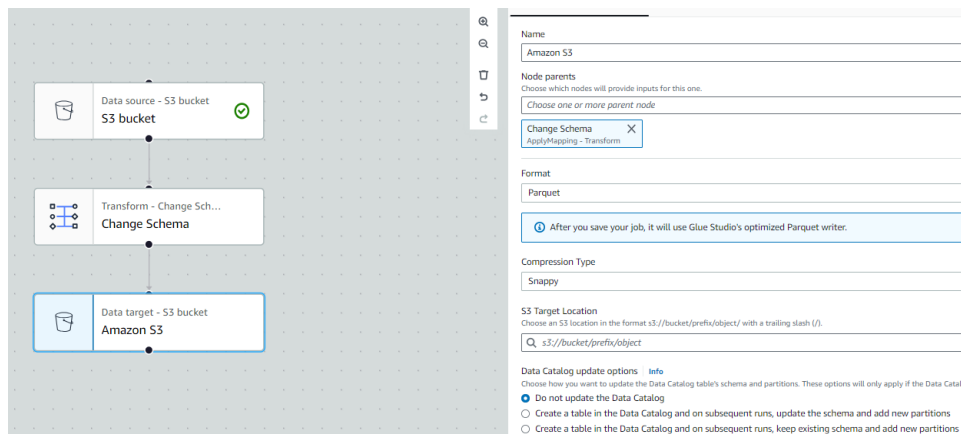 Data source - S3 bucket
S3 bucket
Transform - Change Sch...
Change Schema
Data target - S3 bucket
Amazon S3
Name
Amazon S3
Node parents
Choose which nodes will provide inputs for this one.
Choose one or more parent node
Change Schema
ApplyMapping - Transform
Format
Parquet
After you save your job, it will use Glue Studio's optimized Parquet writer.
Compression Type
Snappy
S3 Target Location
Choose an S3 location in the format s3://bucket/prefix/object/ with a trailing slash (/).
s3://bucket/prefix/object
Data Catalog update options Info
Choose how you want to update the Data Catalog table's schema and partitions. These options will only apply if the Data Catal
Do not update the Data Catalog
Create a table in the Data Catalog and on subsequent runs, update the schema and add new partitions
Create a table in the Data Catalog and on subsequent runs, keep existing schema and add new partitions